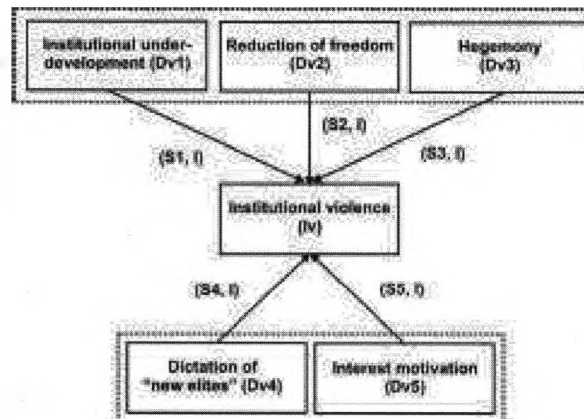 Institutional under-
development (Dv1)
Reduction of freedom
(Dv2)
Hegemony
(Dv3)
(S1, I)
(S2, I)
(S3, I)
Institutional violence
(Iv)
(S4, I)
(S5, I)
Dictation of
"new elites" (Dv4)
Interest motivation
(Dv5)